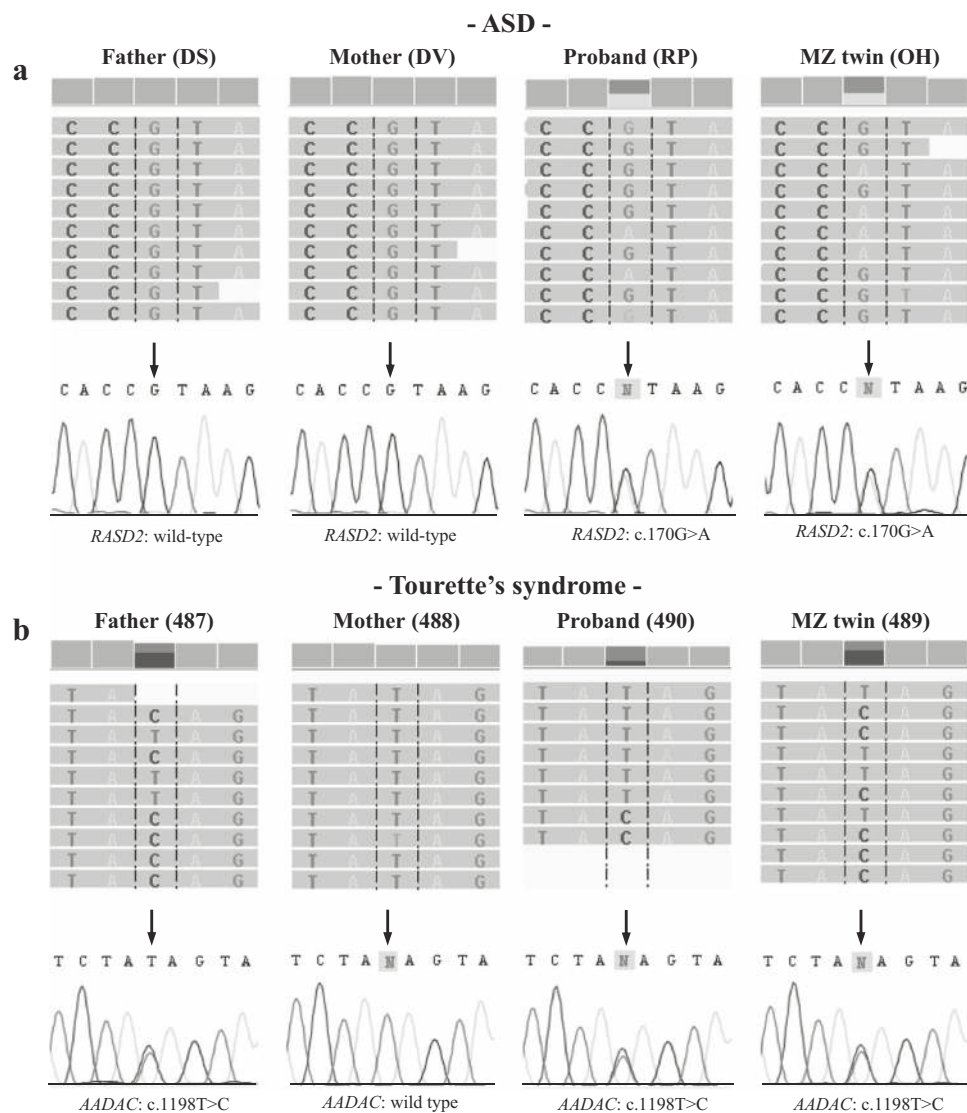 - ASD -
a
Father (DS) Mother (DV) Proband (RP) MZ twin (OH)
C C G T A C C G T A C C G T A C C G T A
C C G T A C C G T A C C G T A C C G T
C C G T A C C G T A C C G T A C C A T A
C C G T A C C G T A C C G T A C C G T A
C C G T A C C G T A C C G T A C C A T A
C C G T A C C G T A C C A T A C C A T A
C C G T A C C G T C C G T A C C A T A
C C G T A C C G T A C C A T A C C G T A
C C G T C C G T A C C G T A C C G T A
C C G T A C C G T A C C G T A C C G T A
C A C C G T A A G C A C C G T A A G C A C C N T A A G C A C C N T A A G
RASD2: wild-type RASD2: wild-type RASD2: c.170G>A RASD2: c.170G>A
- Tourette’s syndrome -
b
Father (487) Mother (488) Proband (490) MZ twin (489)
T A T A T A G T A T A G T A T A G
T A C A G T A T A G T A T A G T A C A G
T A T A G T A T A G T A T A G T A C A G
T A C A G T A T A G T A T A G T A T A G
T A T A G T A T A G T A T A G T A T A G
T A T A G T A T A G T A T A G T A C A G
T A C A G T A T A G T A C A G T A T A G
T A C A G T A T A G T A C A G T A C A G
T A C A G T A T A G T A C A G
T A C A G T A T A G T A C A G
T C T A T A G T A T C T A N A G T A T C T A N A G T A T C T A N A G T A
AADAC: c.1198T>C AADAC: wild type AADAC: c.1198T>C AADAC: c.1198T>C